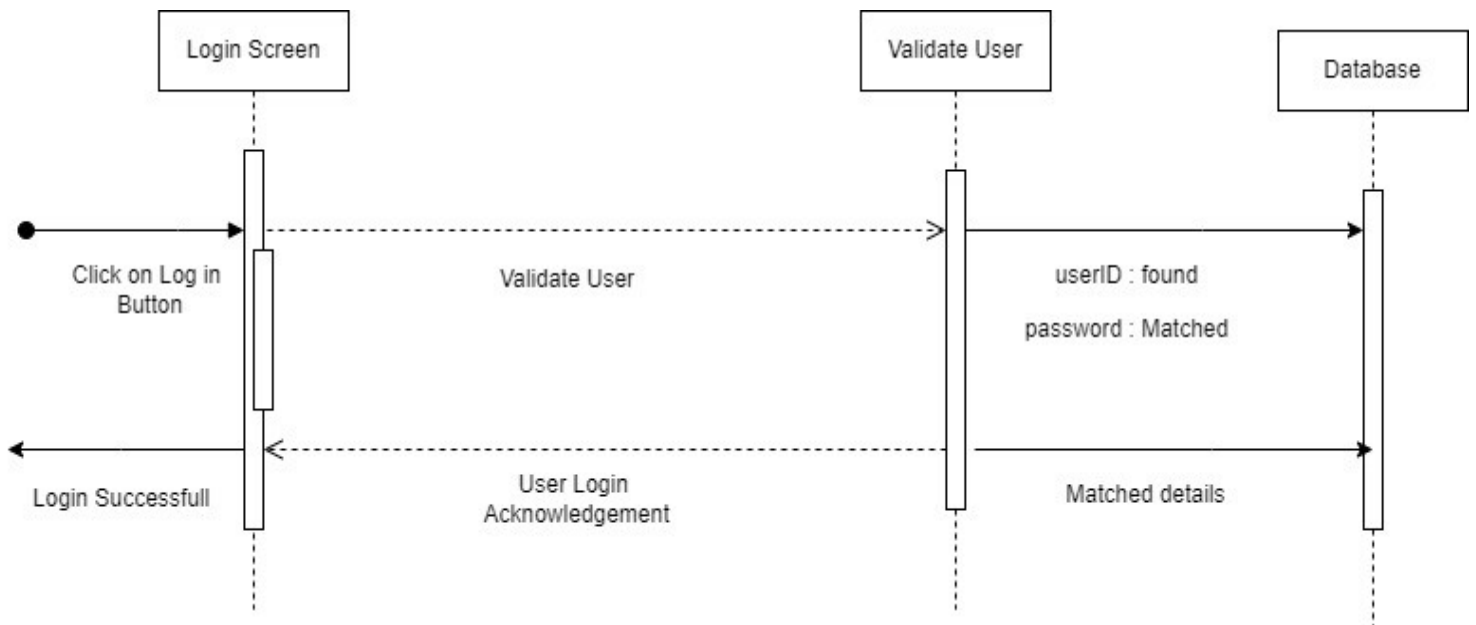 Login Screen
Validate User
Database
Click on Log in
Button
Validate User
userID : found
password : Matched
Login Successfull
User Login
Acknowledgement
Matched details